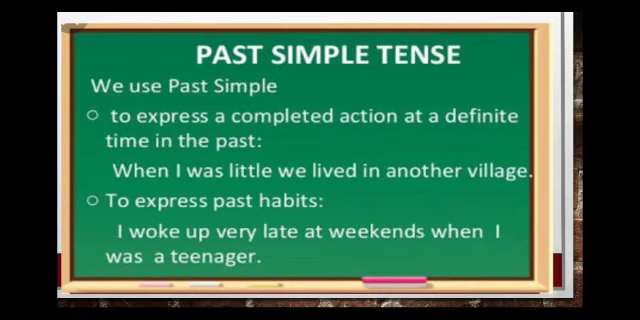 PAST SIMPLE TENSE
We use Past Simple
○ to express a completed action at a definite
time in the past:
When I was little we lived in another village.
○ To express past habits:
I woke up very late at weekends when I
was a teenager.